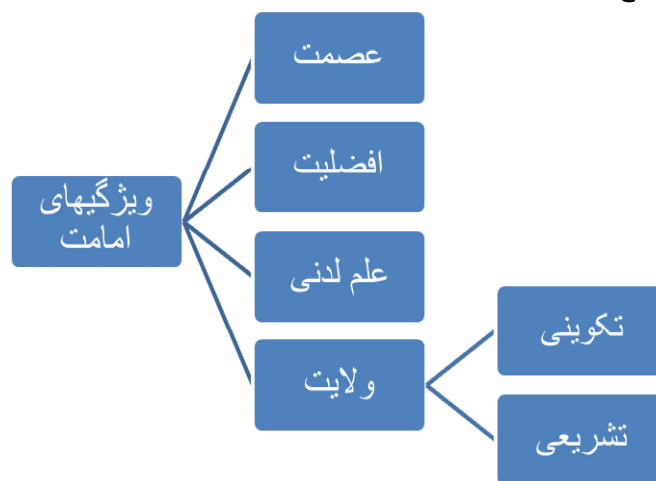 ویژگیهای
امامت
عصمت
افضلیت
علم لدنی
ولایت
تکوینی
تشریعی